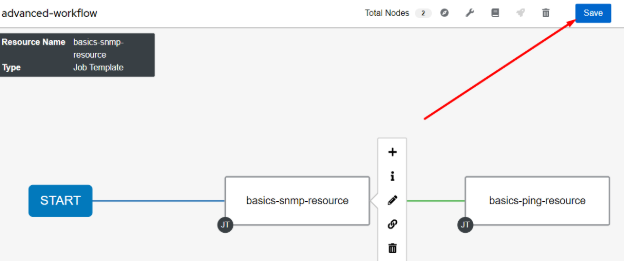 advanced-workflow
Total Nodes 2
Save
Resource Name basics-snmp-
resource
Type Job Template
START
basics-snmp-resource
JT
basics-ping-resource
JT